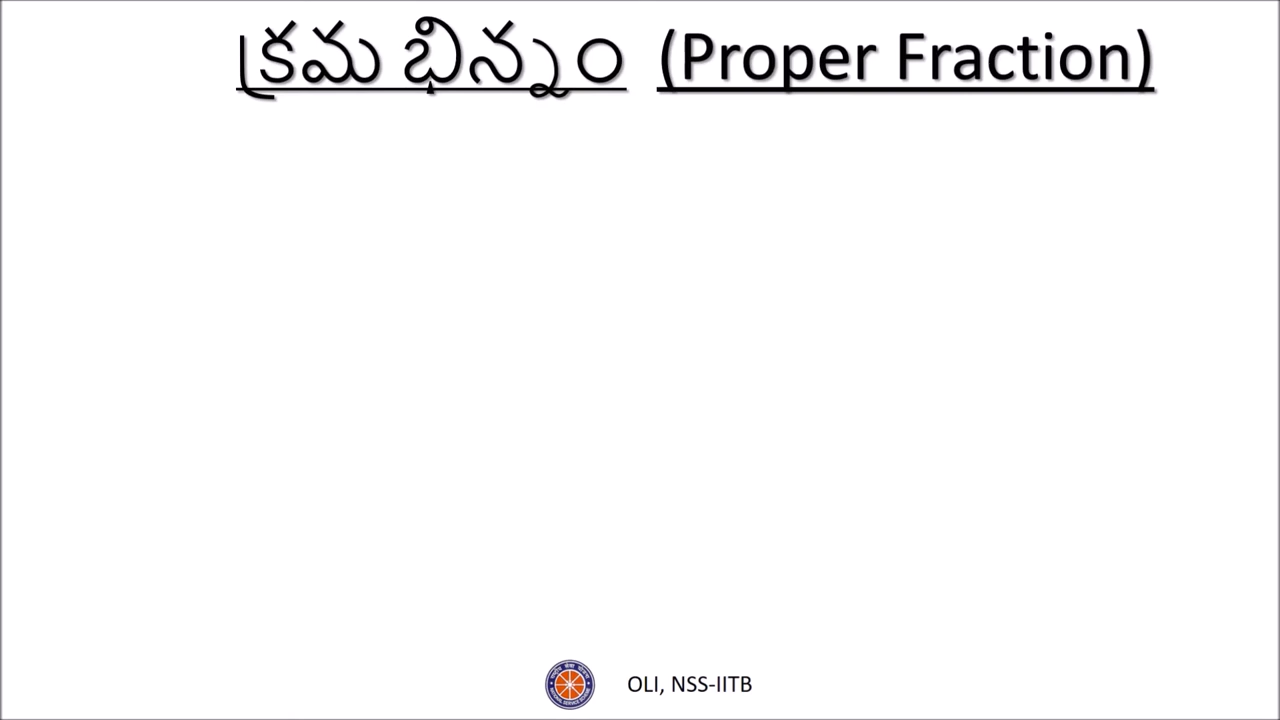 క్రమ భిన్నం (Proper Fraction)
OLI, NSS-IITB